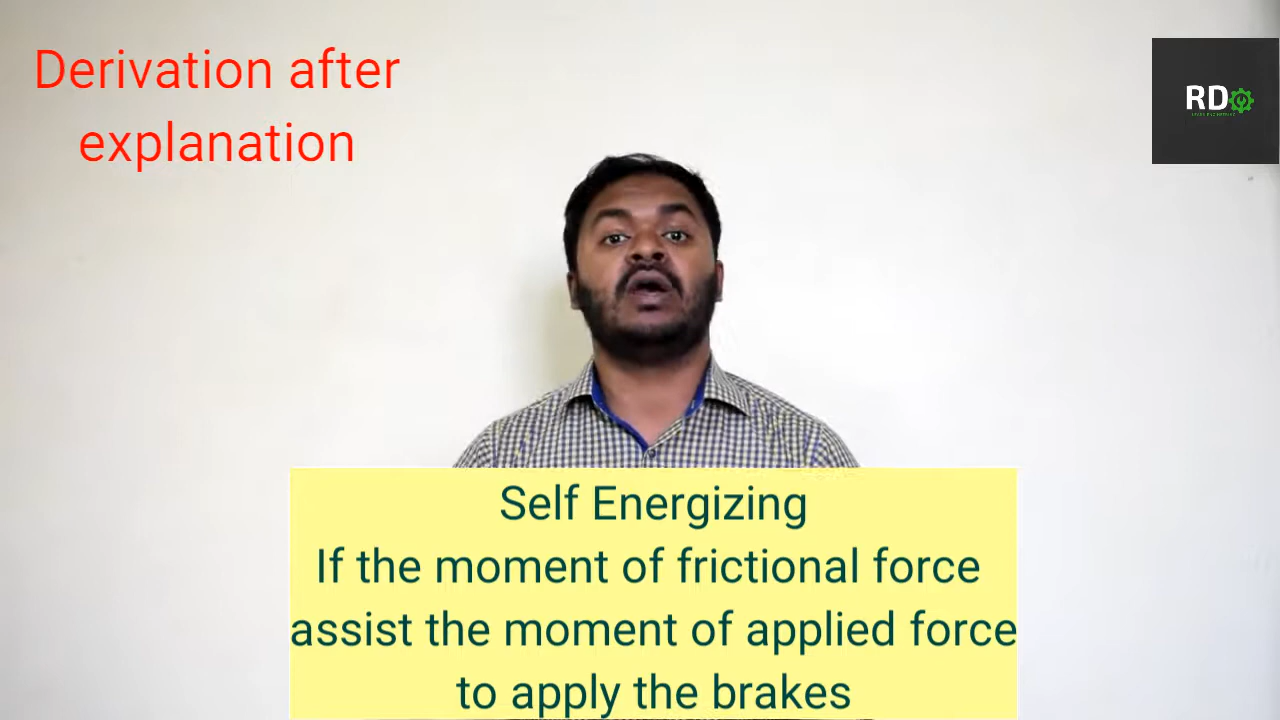 Derivation after
explanation
RD
Self Energizing
If the moment of frictional force
assist the moment of applied force
to apply the brakes